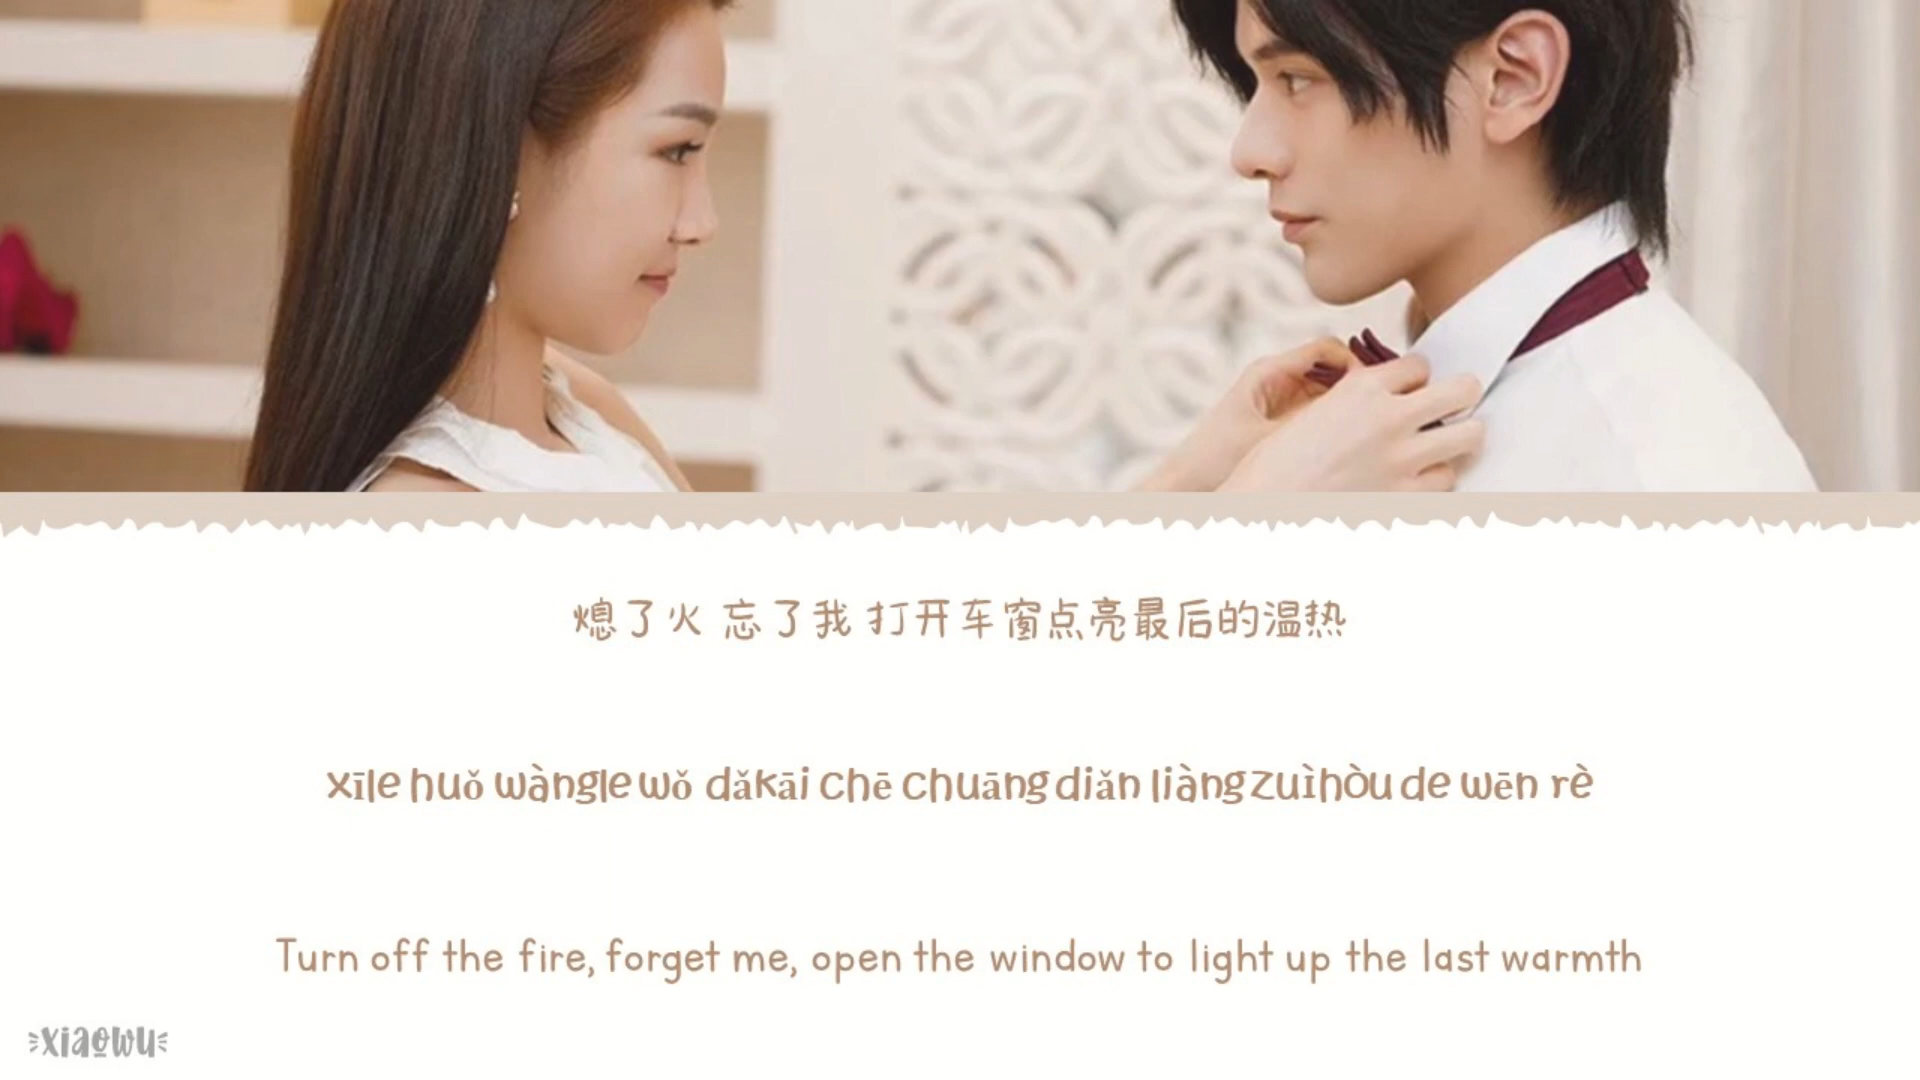 熄了火 忘了我 打开车窗点亮最后的温热
xīle huǒ wàngle wǒ dǎkāi chē chuāng diǎn liàng zuìhòu de wēn rè
Turn off the fire, forget me, open the window to light up the last warmth
xiaowu